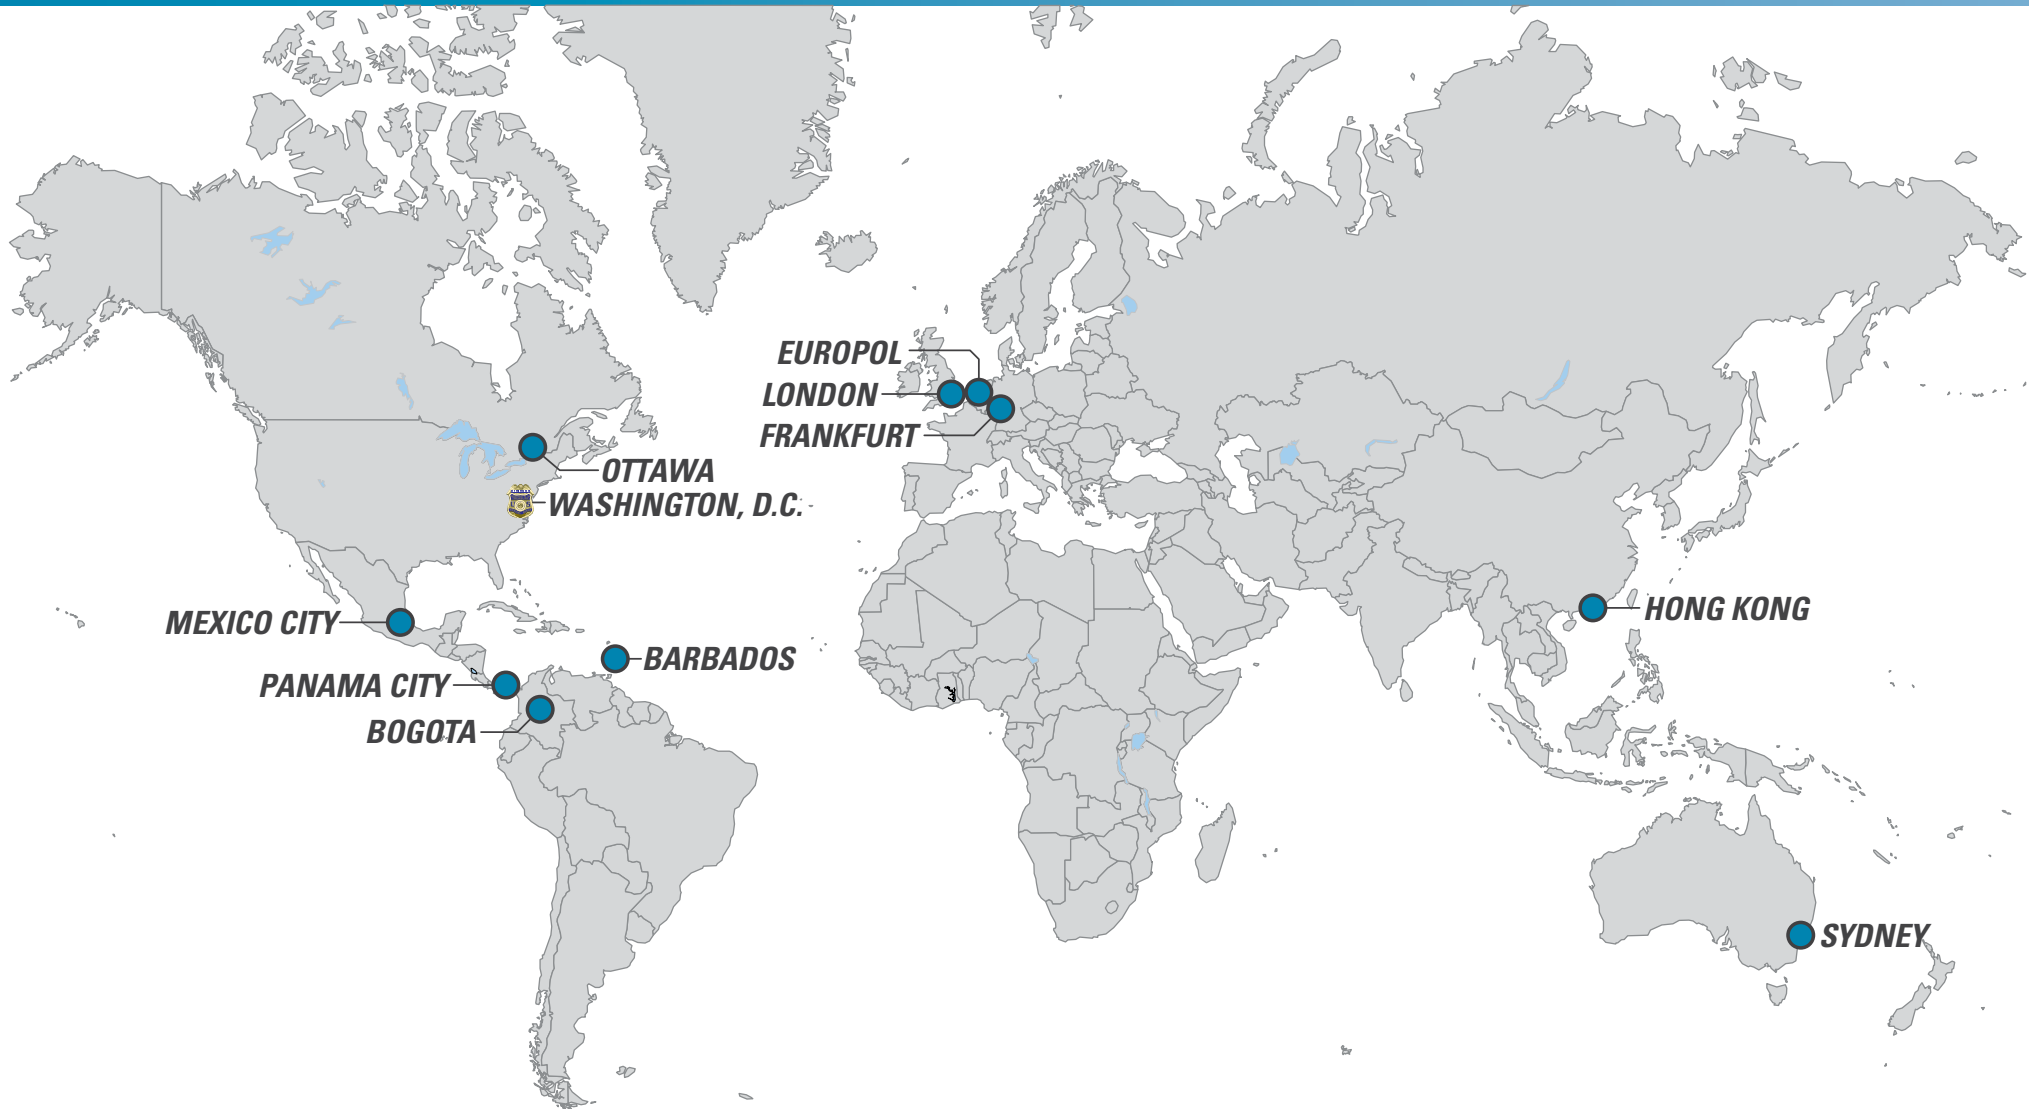 EUROPOL
LONDON
FRANKFURT
OTTAWA
WASHINGTON, D.C.
MEXICO CITY
HONG KONG
BARBADOS
PANAMA CITY
BOGOTA
SYDNEY